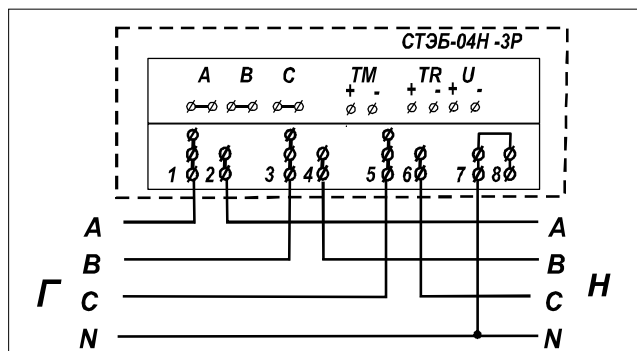 СТЭБ-04Н -3Р
A B C TM TR U
+ - + - + -
1 2 3 4 5 6 7 8
A A
B B
Г C C Н
N N